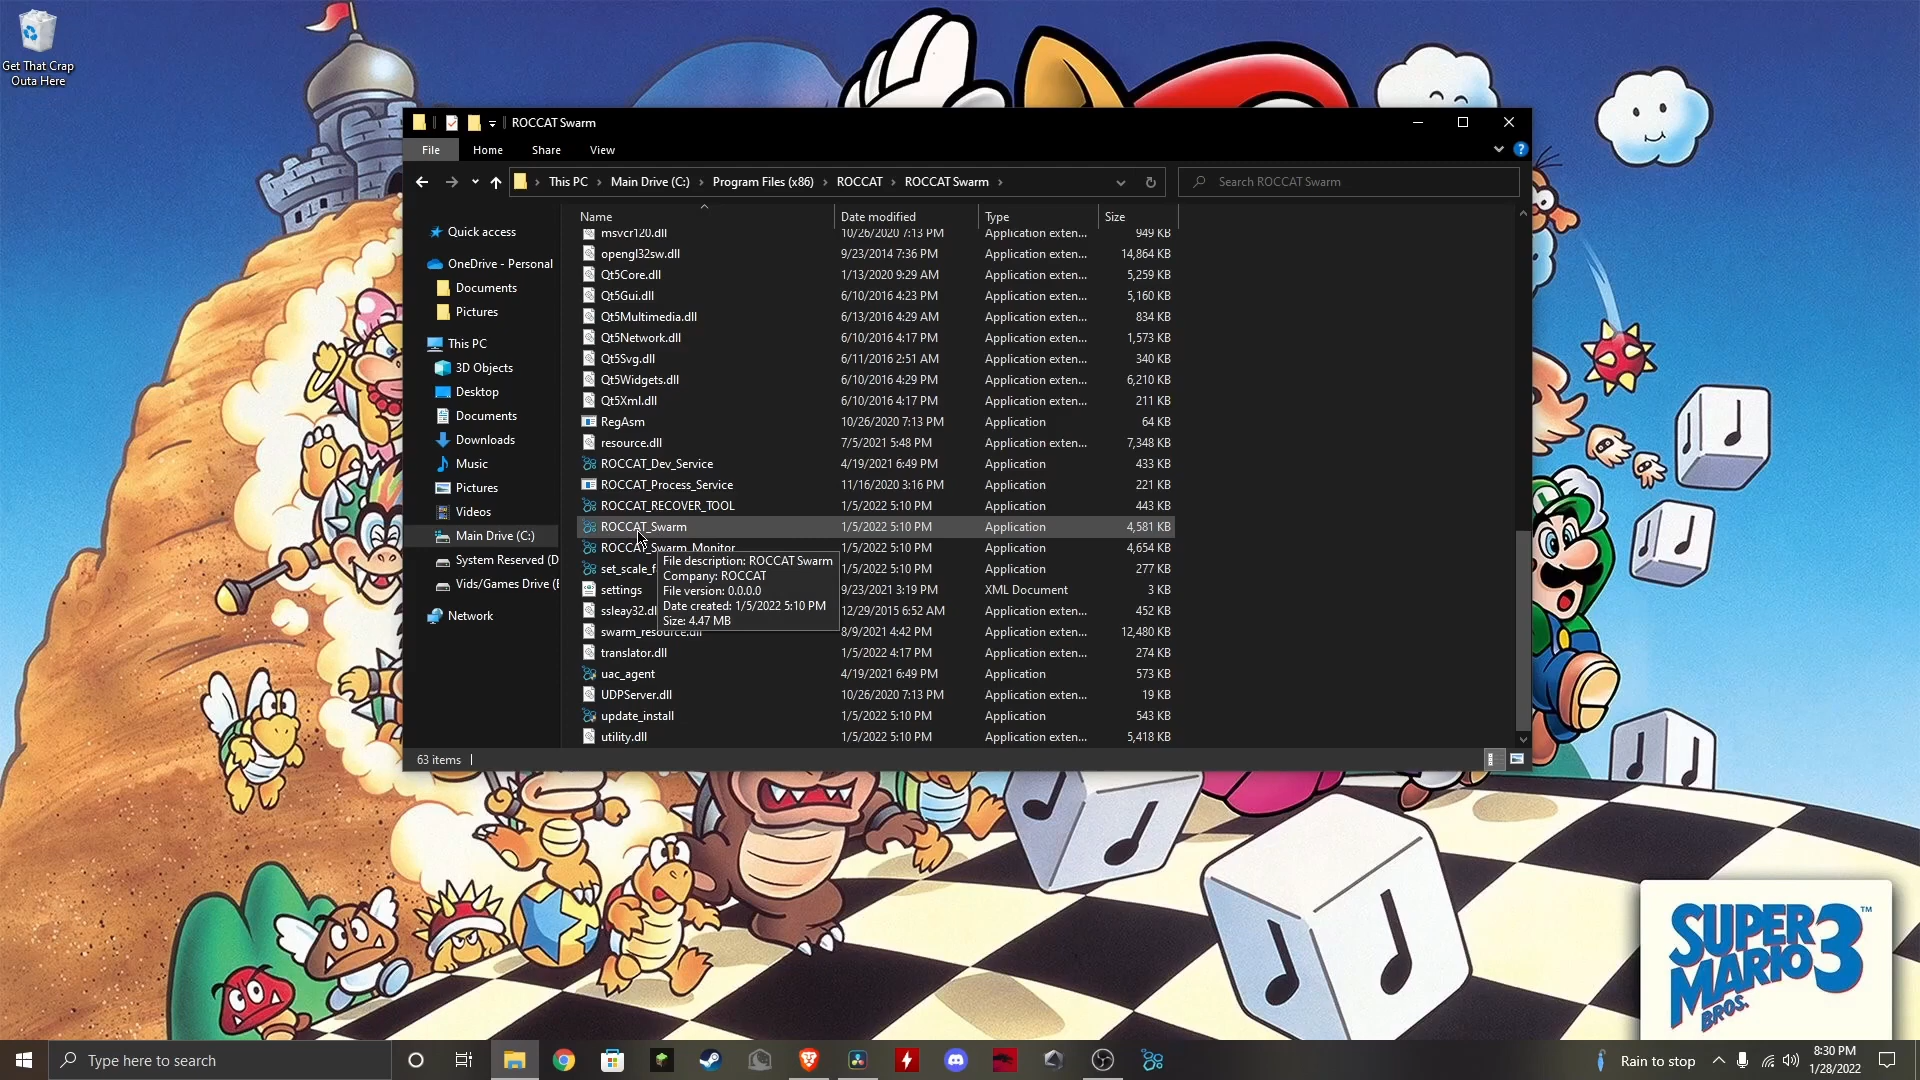 Get That Crap
Outa Here
ROCCAT Swarm
File Home Share View
This PC Main Drive (C:) Program Files (x86) ROCCAT ROCCAT Swarm
Search ROCCAT Swarm
Name Date modified Type Size
Quick access
OneDrive - Personal
Documents
Pictures
This PC
3D Objects
Desktop
Documents
Downloads
Music
Pictures
Videos
Main Drive (C:)
System Reserved (D
Vids/Games Drive (E
Network
msvcr120.dll 10/26/2020 7:13 PM Application exten... 949 KB
opengl32sw.dll 9/23/2014 7:36 PM Application exten... 14,864 KB
Qt5Core.dll 1/13/2020 9:29 AM Application exten... 5,259 KB
Qt5Gui.dll 6/10/2016 4:23 PM Application exten... 5,160 KB
Qt5Multimedia.dll 6/13/2016 4:29 AM Application exten... 834 KB
Qt5Network.dll 6/10/2016 4:17 PM Application exten... 1,573 KB
Qt5Svg.dll 6/11/2016 2:51 AM Application exten... 340 KB
Qt5Widgets.dll 6/10/2016 4:29 PM Application exten... 6,210 KB
Qt5Xml.dll 6/10/2016 4:17 PM Application exten... 211 KB
RegAsm 10/26/2020 7:13 PM Application 64 KB
resource.dll 7/5/2021 5:48 PM Application exten... 7,348 KB
ROCCAT_Dev_Service 4/19/2021 6:49 PM Application 433 KB
ROCCAT_Process_Service 11/16/2020 3:16 PM Application 221 KB
ROCCAT_RECOVER_TOOL 1/5/2022 5:10 PM Application 443 KB
ROCCAT_Swarm 1/5/2022 5:10 PM Application 4,581 KB
ROCCAT_Swarm_Monitor 1/5/2022 5:10 PM Application 4,654 KB
set_scale_f 1/5/2022 5:10 PM Application 277 KB
settings 9/23/2021 3:19 PM XML Document 3 KB
ssleay32.dl 12/29/2015 6:52 AM Application exten... 452 KB
swarm_resource.dll 8/9/2021 4:42 PM Application exten... 12,480 KB
translator.dll 1/5/2022 4:17 PM Application exten... 274 KB
uac_agent 4/19/2021 6:49 PM Application 573 KB
UDPServer.dll 10/26/2020 7:13 PM Application exten... 19 KB
update_install 1/5/2022 5:10 PM Application 543 KB
utility.dll 1/5/2022 5:10 PM Application exten... 5,418 KB
File description: ROCCAT Swarm
Company: ROCCAT
File version: 0.0.0.0
Date created: 1/5/2022 5:10 PM
Size: 4.47 MB
63 items
SUPER
MARIO 3™
BROS.
Type here to search
Rain to stop
8:30 PM
1/28/2022